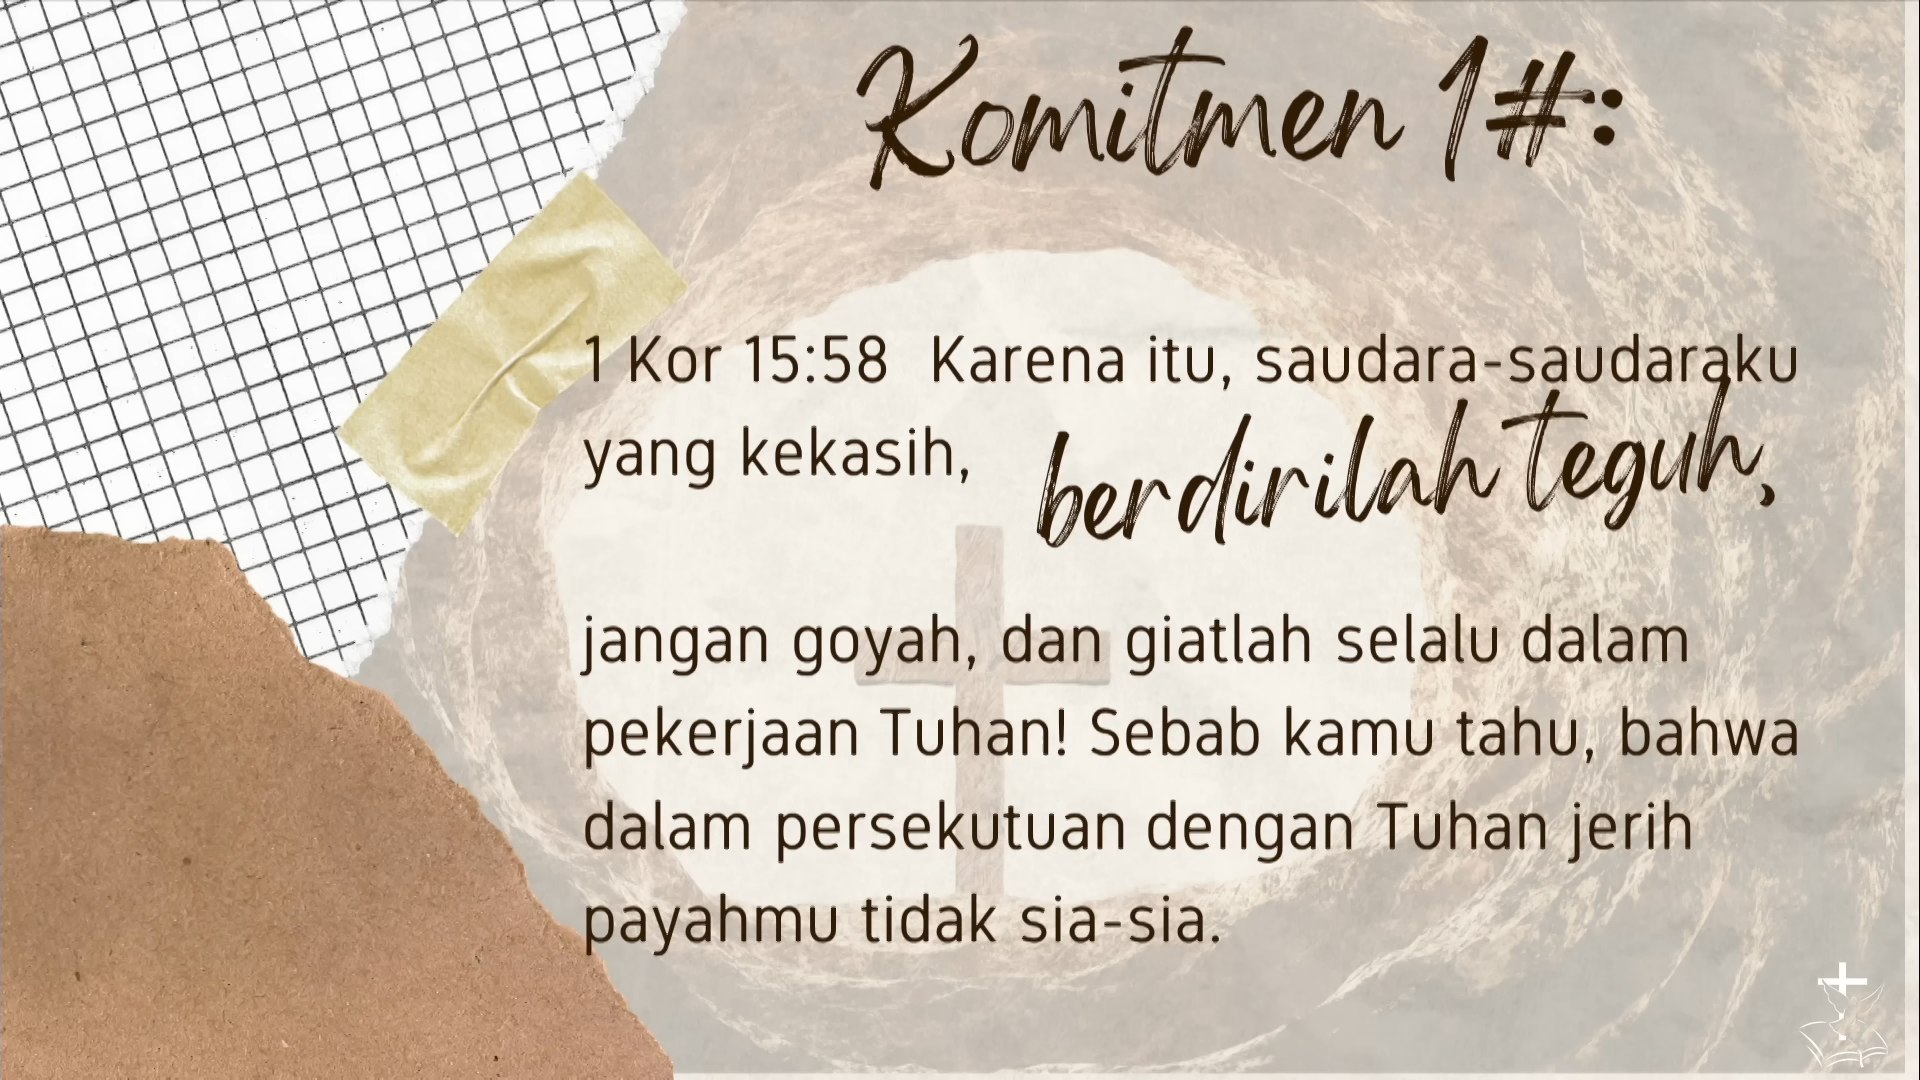 Komitmen 1#:
1 Kor 15:58 Karena itu, saudara-saudaraku
yang kekasih, berdirilah teguh,
jangan goyah, dan giatlah selalu dalam
pekerjaan Tuhan! Sebab kamu tahu, bahwa
dalam persekutuan dengan Tuhan jerih
payahmu tidak sia-sia.